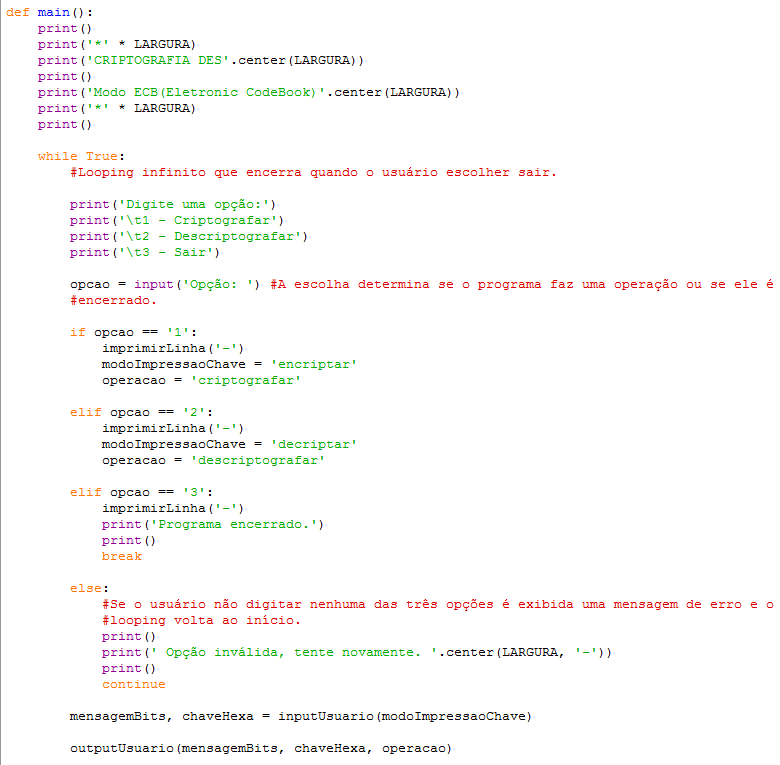 def main():
    print()
    print('*' * LARGURA)
    print('CRIPTOGRAFIA DES'.center(LARGURA))
    print()
    print('Modo ECB(Eletronic CodeBook)'.center(LARGURA))
    print('*' * LARGURA)
    print()

    while True:
        #Looping infinito que encerra quando o usuário escolher sair.

        print('Digite uma opção:')
        print('\t1 - Criptografar')
        print('\t2 - Descriptografar')
        print('\t3 - Sair')

        opcao = input('Opção: ') #A escolha determina se o programa faz uma operação ou se ele é
        #encerrado.

        if opcao == '1':
            imprimirLinha('-')
            modoImpressaoChave = 'encriptar'
            operacao = 'criptografar'

        elif opcao == '2':
            imprimirLinha('-')
            modoImpressaoChave = 'decriptar'
            operacao = 'descriptografar'

        elif opcao == '3':
            imprimirLinha('-')
            print('Programa encerrado.')
            print()
            break

        else:
            #Se o usuário não digitar nenhuma das três opções é exibida uma mensagem de erro e o
            #looping volta ao início.
            print()
            print(' Opção inválida, tente novamente. '.center(LARGURA, '-'))
            print()
            continue

        mensagemBits, chaveHexa = inputUsuario(modoImpressaoChave)

        outputUsuario(mensagemBits, chaveHexa, operacao)